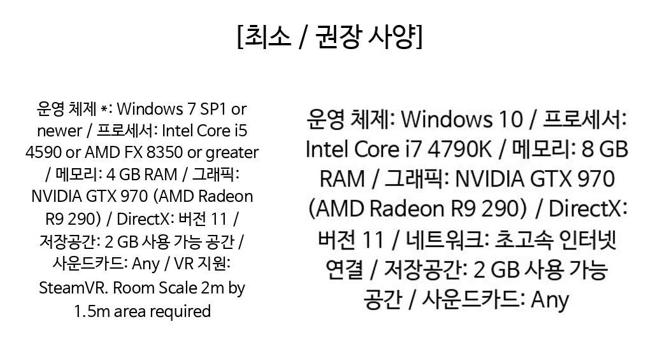 [최소 / 권장 사양]
운영 체제 *: Windows 7 SP1 or
newer / 프로세서: Intel Core i5
4590 or AMD FX 8350 or greater
/ 메모리: 4 GB RAM / 그래픽:
NVIDIA GTX 970 (AMD Radeon
R9 290) / DirectX: 버전 11 /
저장공간: 2 GB 사용 가능 공간 /
사운드카드: Any / VR 지원:
SteamVR. Room Scale 2m by
1.5m area required
운영 체제: Windows 10 / 프로세서:
Intel Core i7 4790K / 메모리: 8 GB
RAM / 그래픽: NVIDIA GTX 970
(AMD Radeon R9 290) / DirectX:
버전 11 / 네트워크: 초고속 인터넷
연결 / 저장공간: 2 GB 사용 가능
공간 / 사운드카드: Any